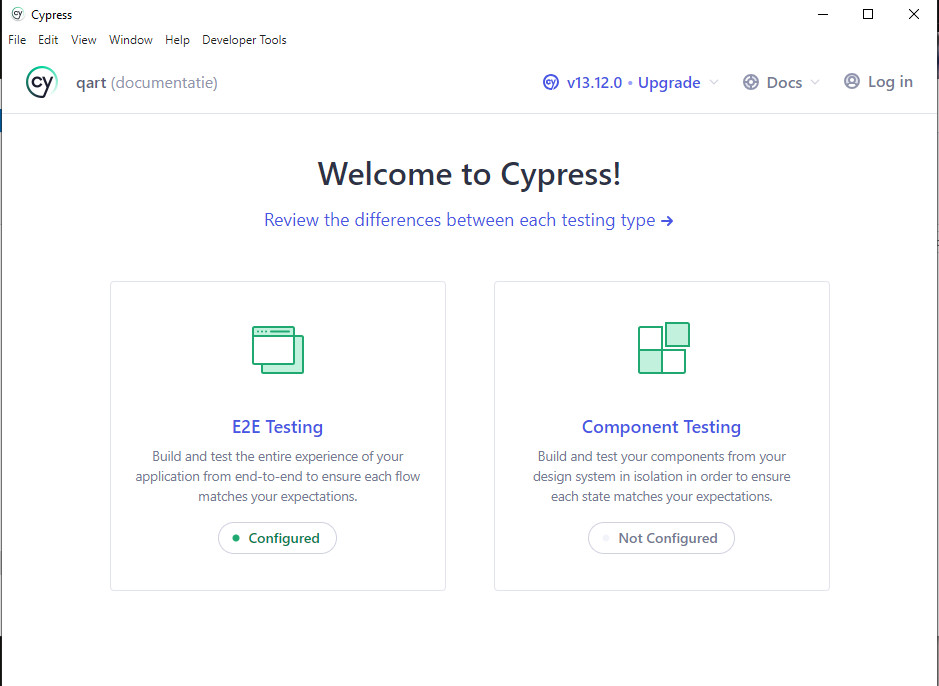 Cypress
File Edit View Window Help Developer Tools
cy qart (documentatie) cy v13.12.0 • Upgrade Docs Log in
Welcome to Cypress!
Review the differences between each testing type →
E2E Testing
Build and test the entire experience of your
application from end-to-end to ensure each flow
matches your expectations.
Configured
Component Testing
Build and test your components from your
design system in isolation in order to ensure
each state matches your expectations.
Not Configured